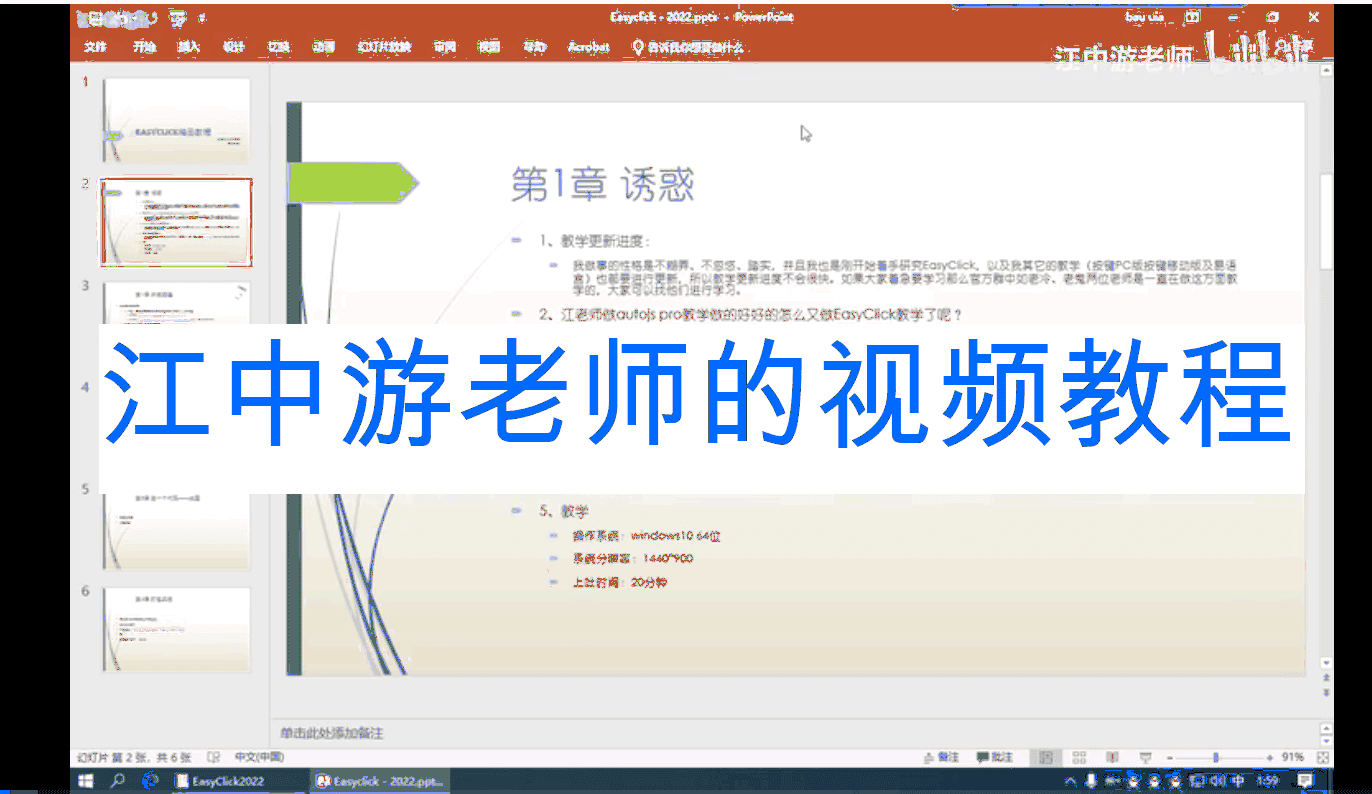 Easyclick - 2022.pptx - PowerPoint
文件 开始 插入 设计 切换 动画 幻灯片放映 审阅 视图 帮助 Acrobat 告诉我你想要做什么
江中游老师 bilibili
1
EASYCLICK精品教程
2
3
4
5
6
第1章 诱惑
1、教学更新进度：
我做事的性格是不糊弄、不忽悠、踏实，并且我也是刚开始着手研究EasyClick，以及我其它的教学（按键PC版按键移动版及易语
言）也都要进行更新，所以教学更新进度不会很快。如果大家着急要学习那么官方群中如老冷、老鬼两位老师是一直在做这方面教
学的，大家可以找他们进行学习。
2、江老师做autojs pro教学做的好好的怎么又做EasyClick教学了呢？
江中游老师的视频教程
5、教学
操作系统：windows10 64位
系统分辨率：1440*900
上课时间：20分钟
单击此处添加备注
幻灯片 第 2 张，共 6 张 中文(中国) 备注 批注 91%
EasyClick2022 Easyclick - 2022.ppt... 中 1:59